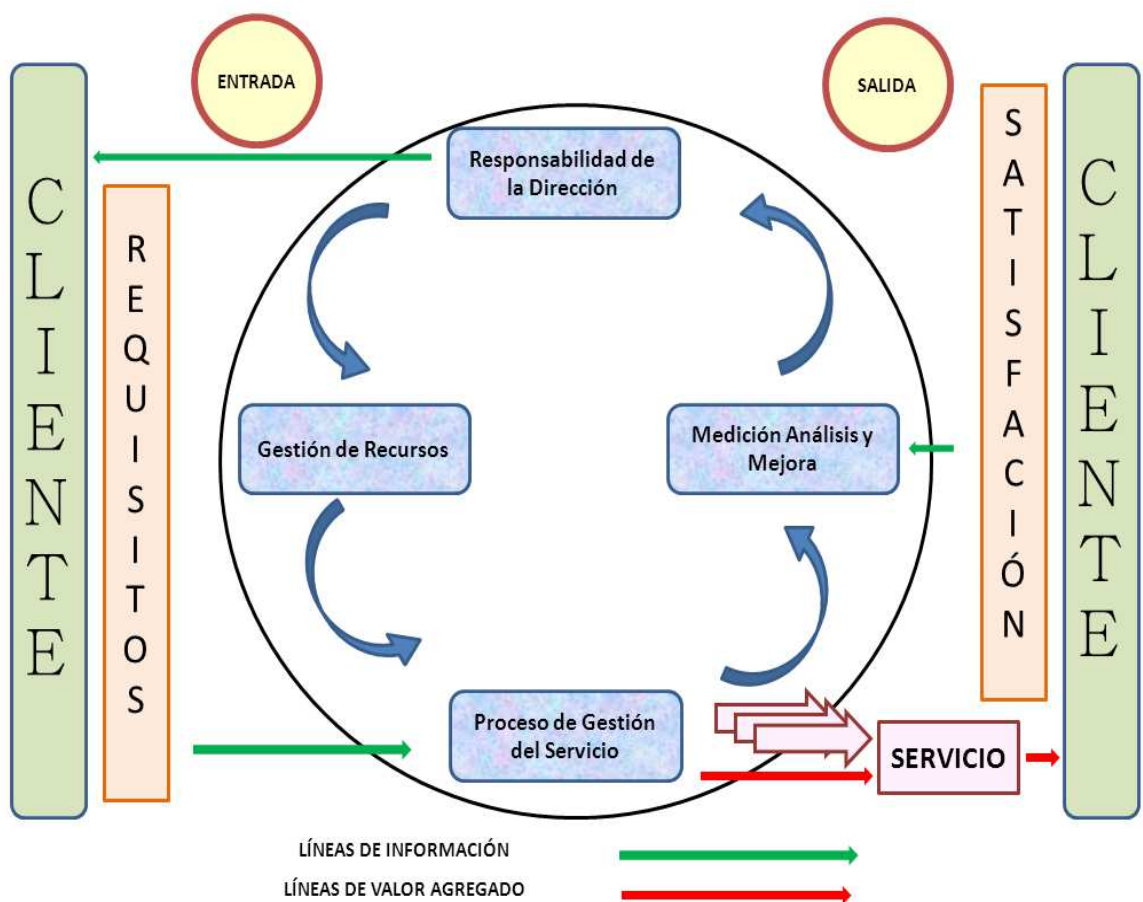 ENTRADA
SALIDA
CLIENTE
REQUISITOS
Responsabilidad de
la Dirección
Gestión de Recursos
Medición Análisis y
Mejora
Proceso de Gestión
del Servicio
SERVICIO
SATISFACIÓN
CLIENTE
LÍNEAS DE INFORMACIÓN
LÍNEAS DE VALOR AGREGADO